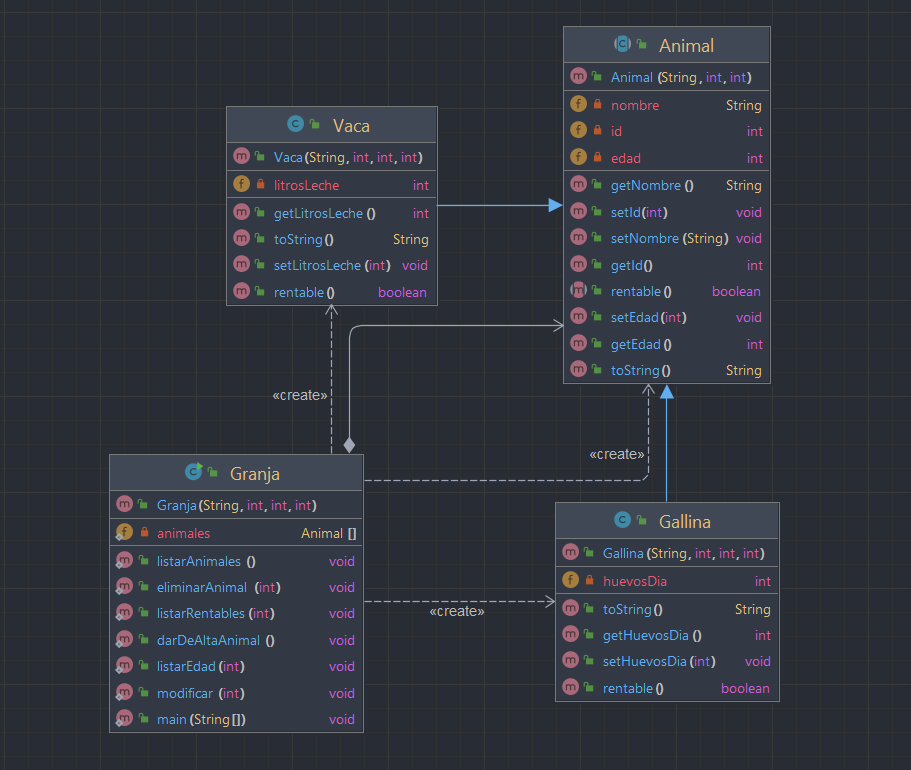 Animal
Animal (String, int, int)
nombre String
id int
edad int
getNombre () String
setId(int) void
setNombre (String) void
getId() int
rentable () boolean
setEdad(int) void
getEdad() int
toString() String
Vaca
Vaca(String, int, int, int)
litrosLeche int
getLitrosLeche () int
toString() String
setLitrosLeche (int) void
rentable() boolean
«create»
«create»
Granja
Granja(String, int, int, int)
animales Animal []
listarAnimales () void
eliminarAnimal (int) void
listarRentables (int) void
darDeAltaAnimal () void
listarEdad (int) void
modificar (int) void
main (String[]) void
«create»
Gallina
Gallina (String, int, int, int)
huevosDia int
toString() String
getHuevosDia () int
setHuevosDia (int) void
rentable () boolean